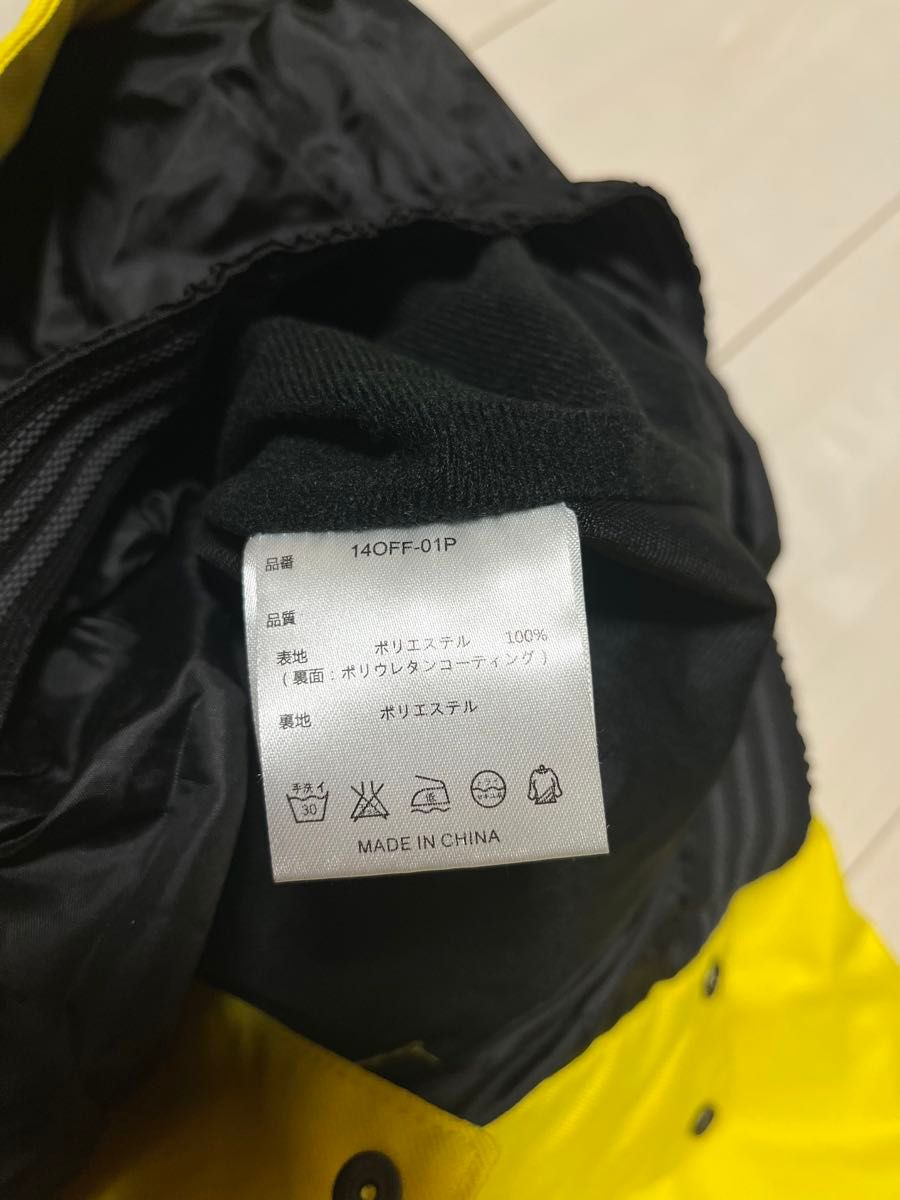 品番 14OFF-01P
品質
表地 ポリエステル 100%
(裏面:ポリウレタンコーティング)
裏地 ポリエステル
手洗イ
30
低
MADE IN CHINA